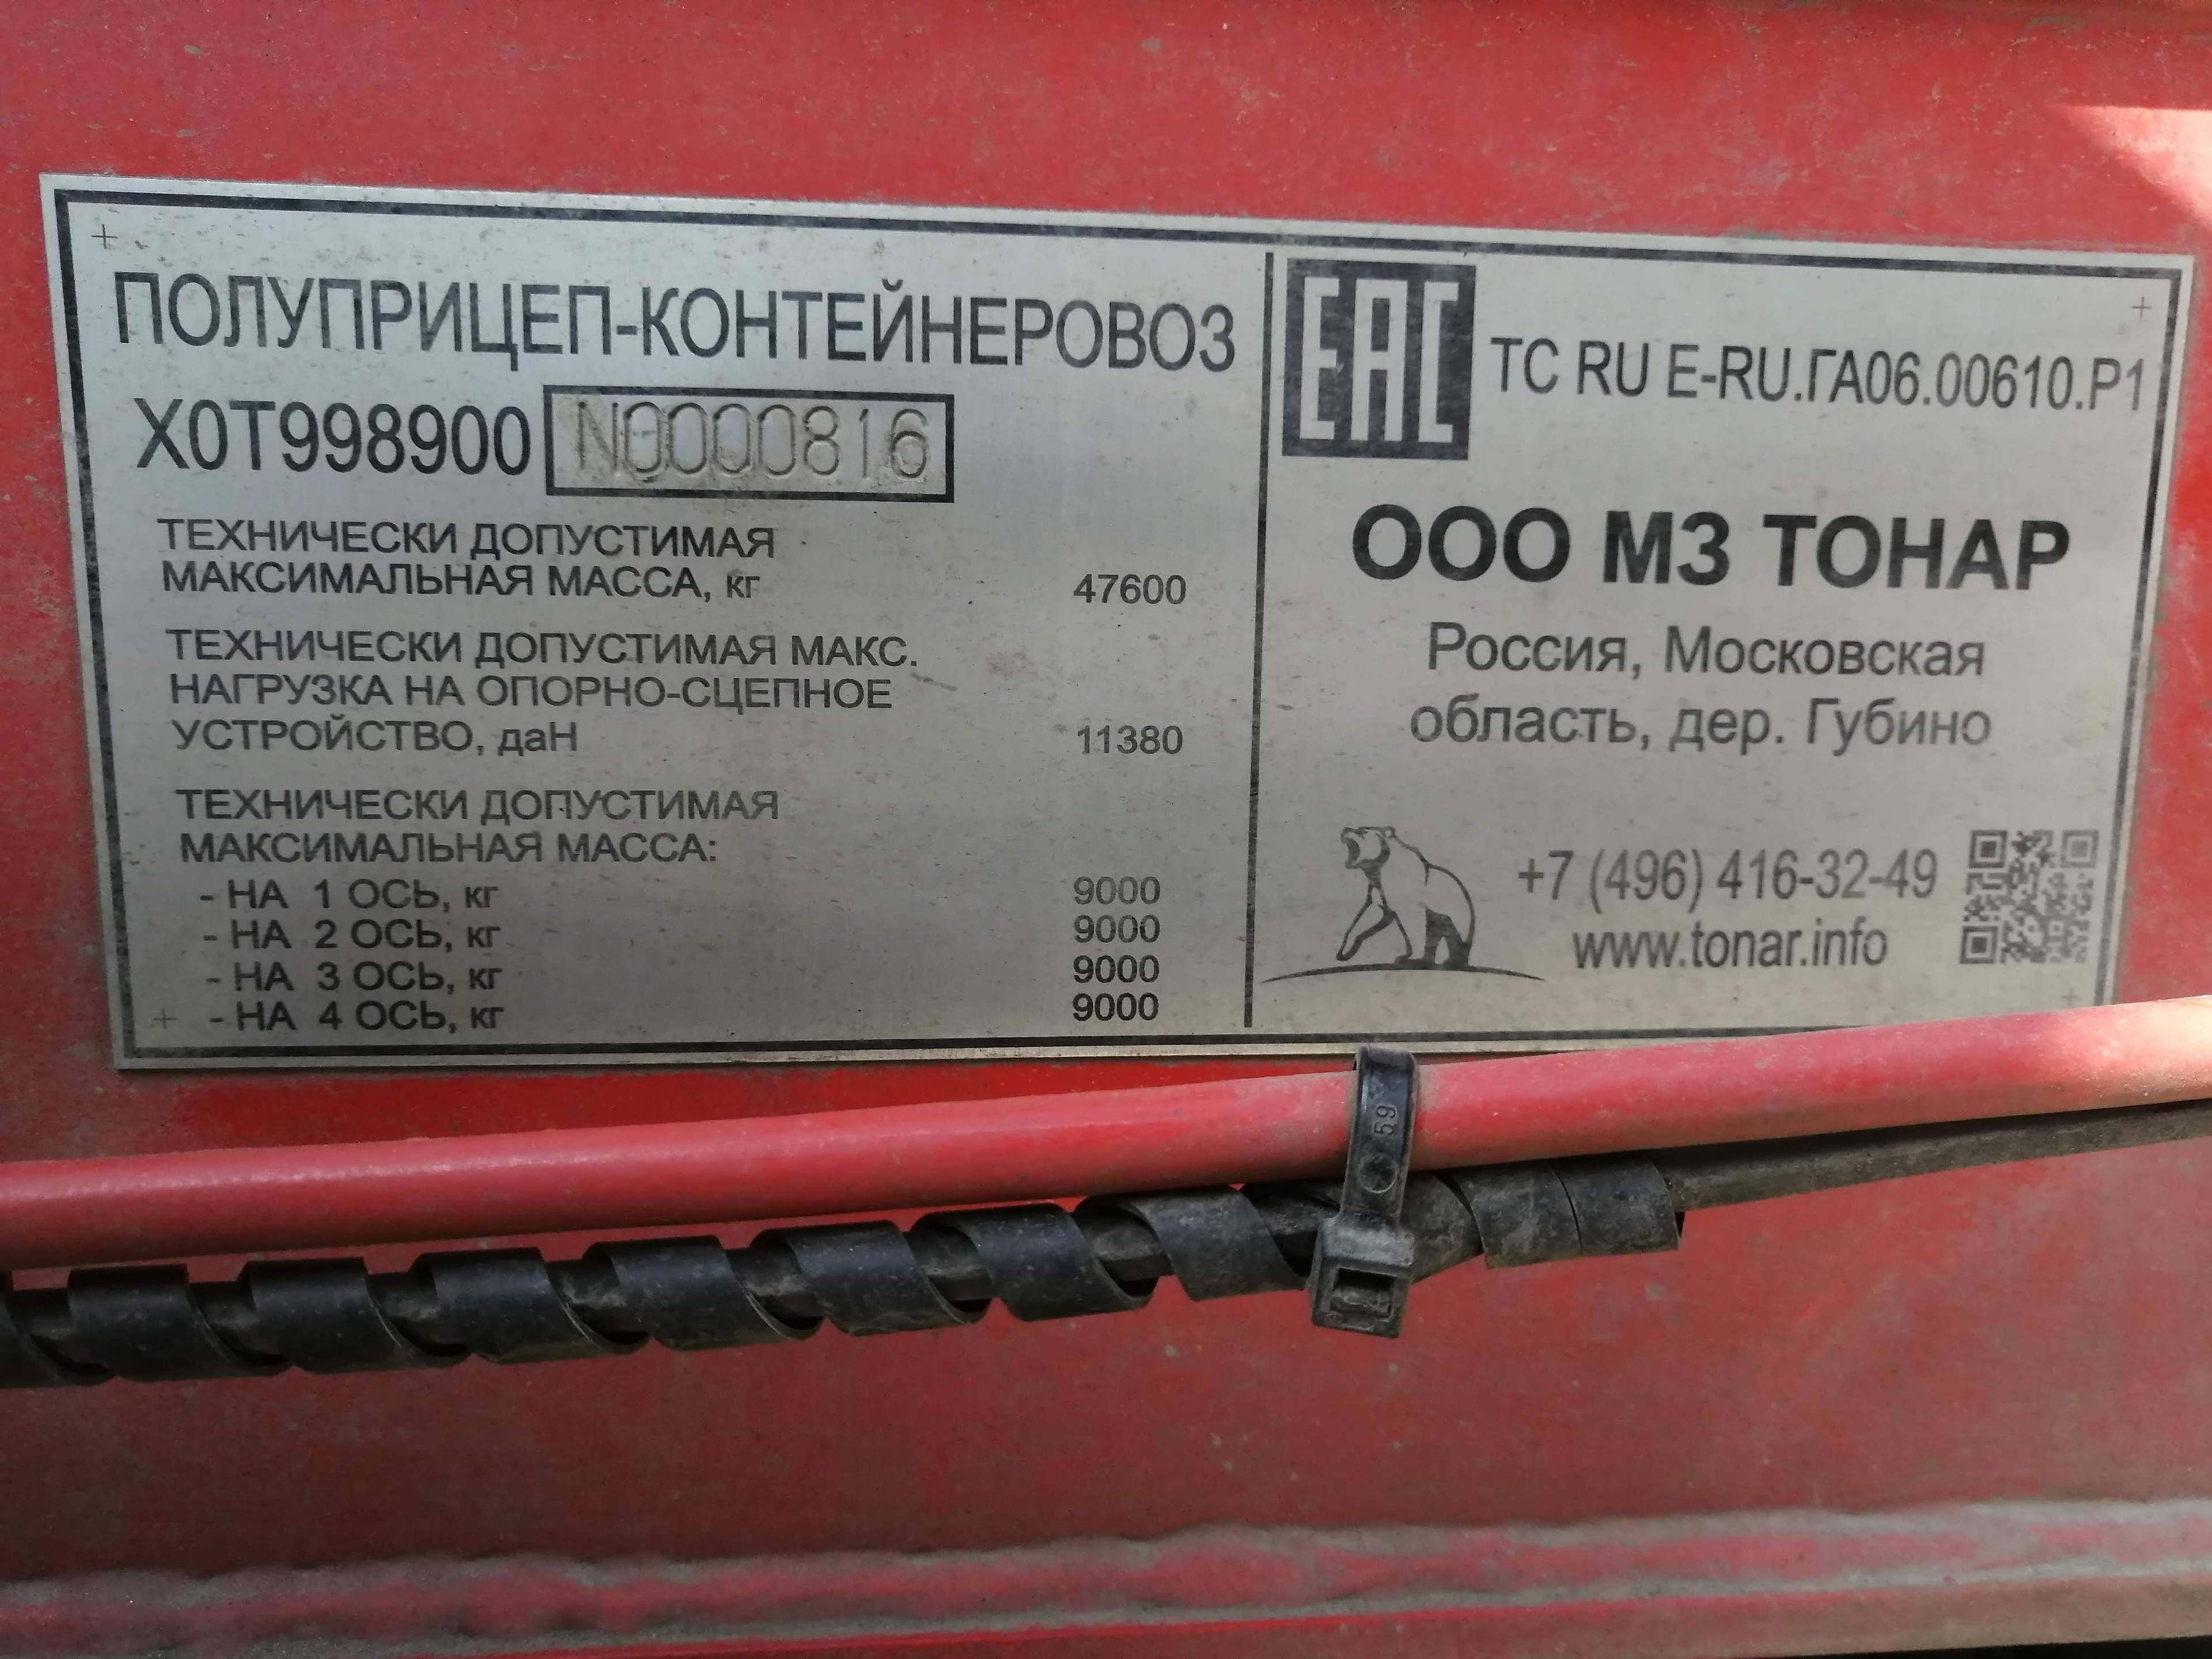 ПОЛУПРИЦЕП-КОНТЕЙНЕРОВОЗ
X0T998900 N0000816
ТЕХНИЧЕСКИ ДОПУСТИМАЯ
МАКСИМАЛЬНАЯ МАССА, кг 47600
ТЕХНИЧЕСКИ ДОПУСТИМАЯ МАКС.
НАГРУЗКА НА ОПОРНО-СЦЕПНОЕ
УСТРОЙСТВО, даН 11380
ТЕХНИЧЕСКИ ДОПУСТИМАЯ
МАКСИМАЛЬНАЯ МАССА:
- НА 1 ОСЬ, кг 9000
- НА 2 ОСЬ, кг 9000
- НА 3 ОСЬ, кг 9000
- НА 4 ОСЬ, кг 9000
EAC TC RU E-RU.ГА06.00610.P1
ООО МЗ ТОНАР
Россия, Московская
область, дер. Губино
+7 (496) 416-32-49
www.tonar.info
59